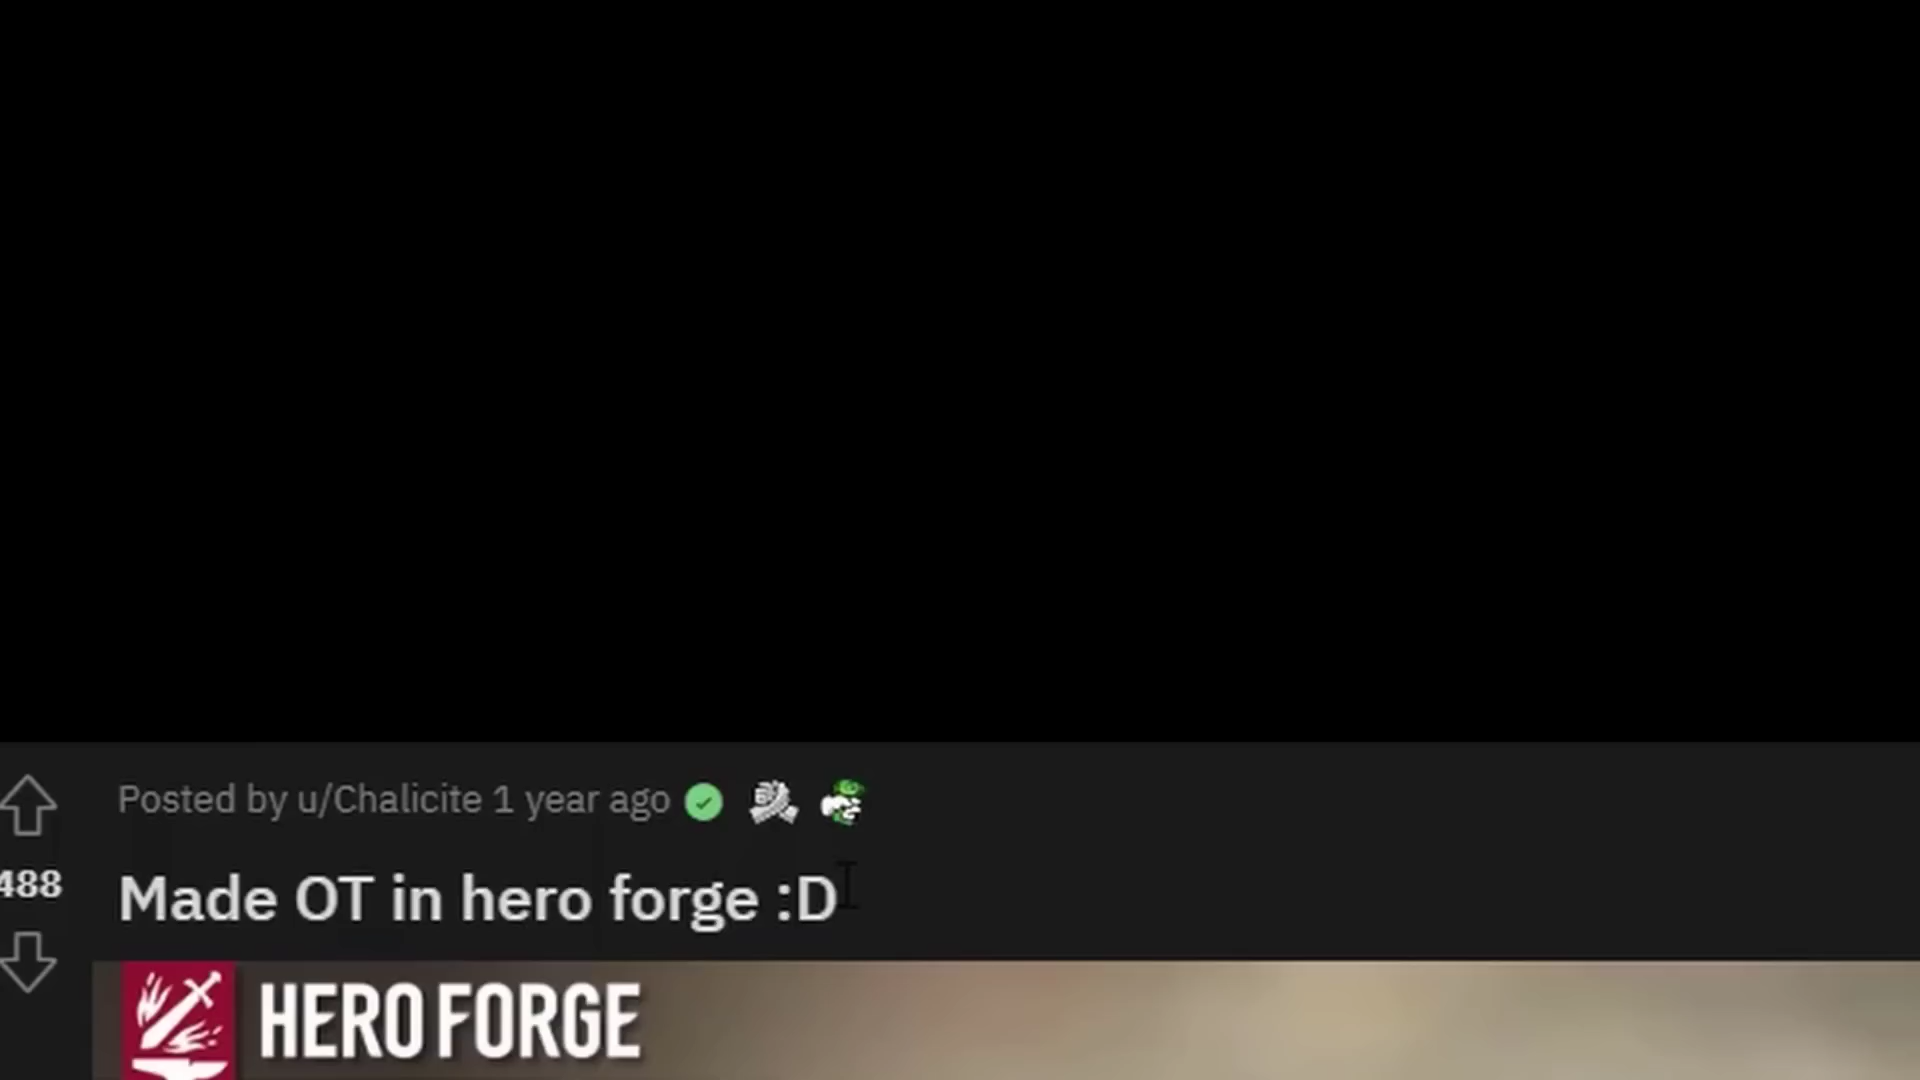 Posted by u/Chalicite 1 year ago
488
Made OT in hero forge :D
HERO FORGE